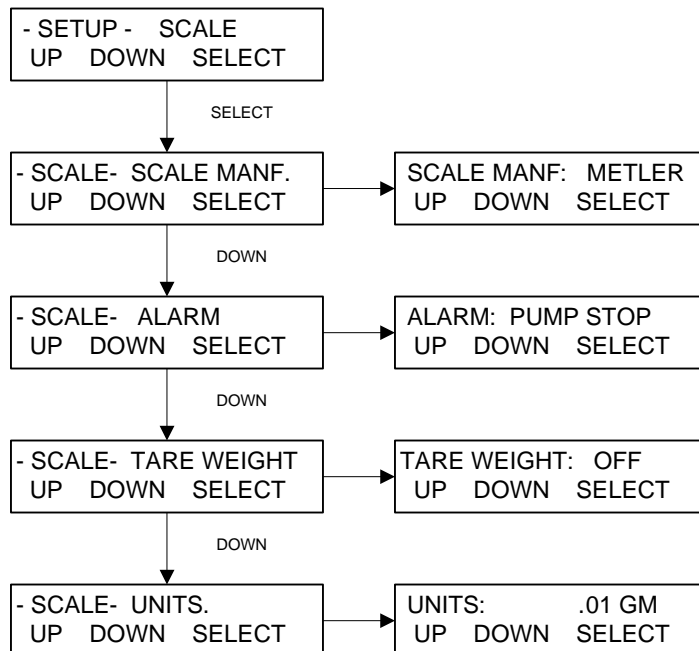 - SETUP -   SCALE
UP   DOWN   SELECT
SELECT
- SCALE-  SCALE MANF.
UP   DOWN   SELECT
SCALE MANF:  METLER
UP   DOWN   SELECT
DOWN
- SCALE-   ALARM
UP   DOWN   SELECT
ALARM:  PUMP STOP
UP   DOWN   SELECT
DOWN
- SCALE-  TARE WEIGHT
UP   DOWN   SELECT
TARE WEIGHT:   OFF
UP   DOWN   SELECT
DOWN
- SCALE-  UNITS.
UP   DOWN   SELECT
UNITS:   .01 GM
UP   DOWN   SELECT